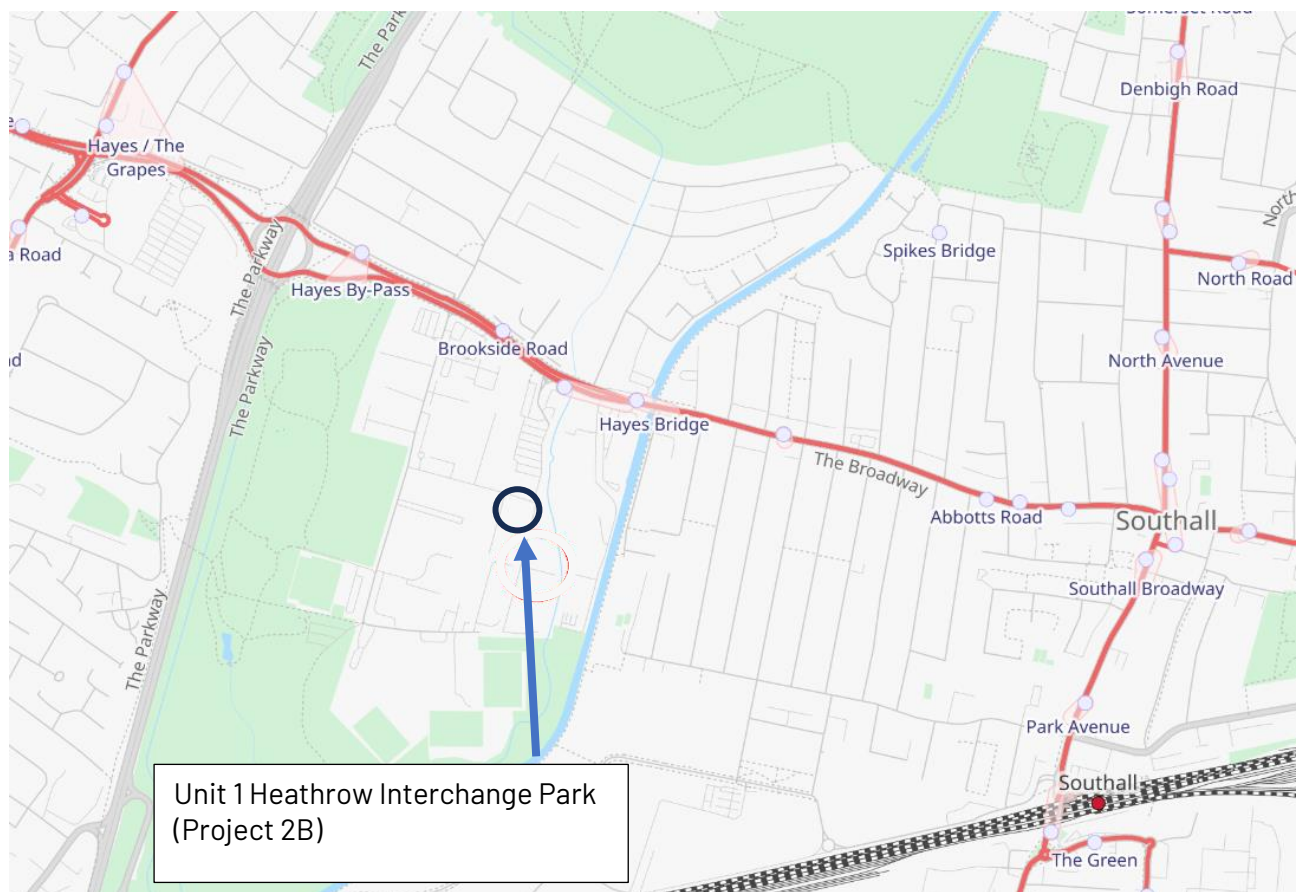 The Parkway
Somerset Road
Denbigh Road
Hayes / The
Grapes
North
Spikes Bridge
a Road
The Parkway
Hayes By-Pass
North Road
Brookside Road
North Avenue
The Parkway
Hayes Bridge
The Broadway
Abbotts Road
Southall
Southall Broadway
The Parkway
Park Avenue
Unit 1 Heathrow Interchange Park
(Project 2B)
Southall
The Green